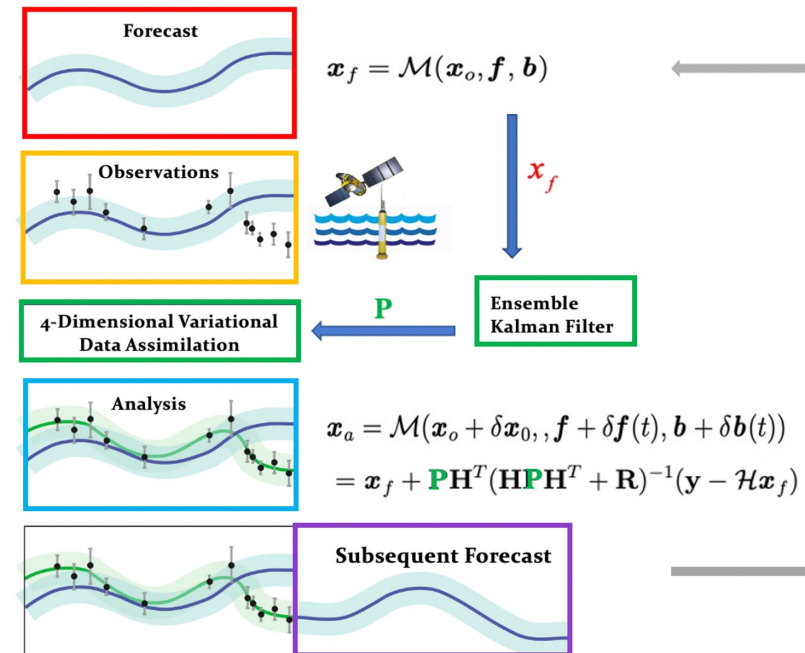 Forecast
𝒙_f = ℳ(𝒙_o, 𝒇, 𝒃)
Observations
𝒙_f
P
Ensemble
Kalman Filter
4-Dimensional Variational
Data Assimilation
Analysis
𝒙_a = ℳ(𝒙_o + δ𝒙_0, , 𝒇 + δ𝒇(t), 𝒃 + δ𝒃(t))
= 𝒙_f + PH^T(HPH^T + R)^{-1}(y − ℋ𝒙_f)
Subsequent Forecast